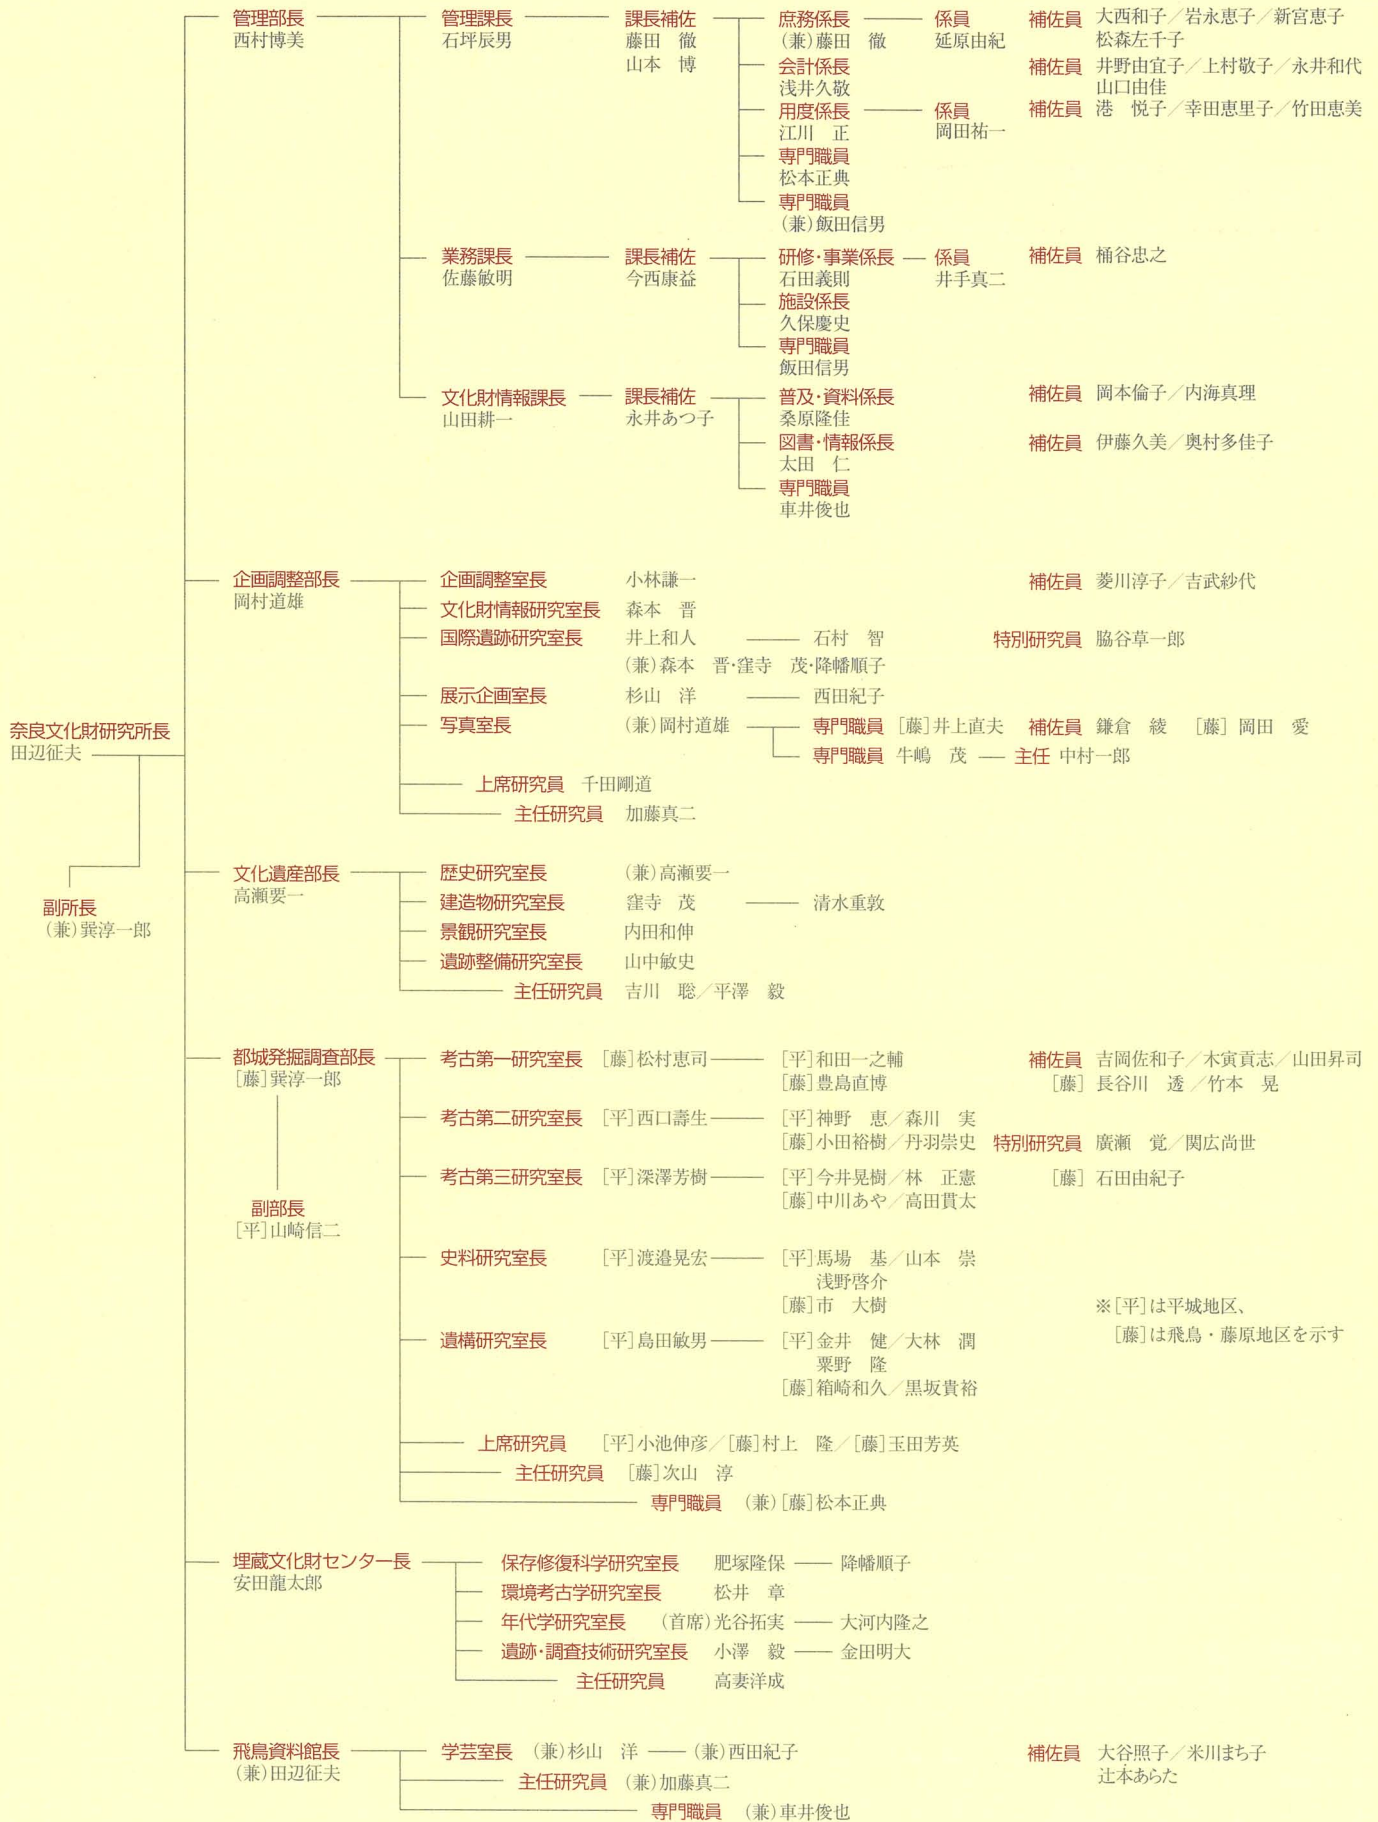 管理部長 管理課長 課長補佐 庶務係長 係員 補佐員 大西和子／岩永恵子／新宮恵子
西村博美 石坪辰男 藤田　徹 (兼)藤田　徹 延原由紀 松森左千子
山本　博 会計係長 補佐員 井野由宜子／上村敬子／永井和代
浅井久敬 山口由佳
用度係長 係員 補佐員 港　悦子／幸田恵里子／竹田恵美
江川　正 岡田祐一
専門職員
松本正典
専門職員
(兼)飯田信男
業務課長 課長補佐 研修・事業係長 係員 補佐員 桶谷忠之
佐藤敏明 今西康益 石田義則 井手真二
施設係長
久保慶史
専門職員
飯田信男
文化財情報課長 課長補佐 普及・資料係長 補佐員 岡本倫子／内海真理
山田耕一 永井あつ子 桑原隆佳
図書・情報係長 補佐員 伊藤久美／奥村多佳子
太田　仁
専門職員
車井俊也
企画調整部長 企画調整室長 小林謙一 補佐員 菱川淳子／吉武紗代
岡村道雄
文化財情報研究室長 森本　晋
国際遺跡研究室長 井上和人 石村　智 特別研究員 脇谷草一郎
(兼)森本　晋・窪寺　茂・降幡順子
展示企画室長 杉山　洋 西田紀子
写真室長 (兼)岡村道雄 専門職員 [藤]井上直夫 補佐員 鎌倉　綾 [藤] 岡田　愛
専門職員 牛嶋　茂 主任 中村一郎
上席研究員 千田剛道
主任研究員 加藤真二
奈良文化財研究所長
田辺征夫
副所長
(兼)巽淳一郎
文化遺産部長 歴史研究室長 (兼)高瀬要一
高瀬要一
建造物研究室長 窪寺　茂 清水重敦
景観研究室長 内田和伸
遺跡整備研究室長 山中敏史
主任研究員 吉川　聡／平澤　毅
都城発掘調査部長 考古第一研究室長 [藤]松村恵司 [平]和田一之輔 補佐員 吉岡佐和子／木寅貢志／山田昇司
[藤]巽淳一郎 [藤]豊島直博 [藤] 長谷川　透／竹本　晃
考古第二研究室長 [平]西口壽生 [平]神野　恵／森川　実
[藤]小田裕樹／丹羽崇史 特別研究員 廣瀬　覚／関広尚世
考古第三研究室長 [平]深澤芳樹 [平]今井晃樹／林　正憲 [藤] 石田由紀子
[藤]中川あや／高田貫太
副部長
[平]山崎信二
史料研究室長 [平]渡邉晃宏 [平]馬場　基／山本　崇
浅野啓介
[藤]市　大樹 ※[平]は平城地区、
[藤]は飛鳥・藤原地区を示す
遺構研究室長 [平]島田敏男 [平]金井　健／大林　潤
粟野　隆
[藤]箱崎和久／黒坂貴裕
上席研究員 [平]小池伸彦／[藤]村上　隆／[藤]玉田芳英
主任研究員 [藤]次山　淳
専門職員 (兼)[藤]松本正典
埋蔵文化財センター長 保存修復科学研究室長 肥塚隆保 降幡順子
安田龍太郎
環境考古学研究室長 松井　章
年代学研究室長 (首席)光谷拓実 大河内隆之
遺跡・調査技術研究室長 小澤　毅 金田明大
主任研究員 高妻洋成
飛鳥資料館長 学芸室長 (兼)杉山　洋 (兼)西田紀子 補佐員 大谷照子／米川まち子
(兼)田辺征夫 辻本あらた
主任研究員 (兼)加藤真二
専門職員 (兼)車井俊也